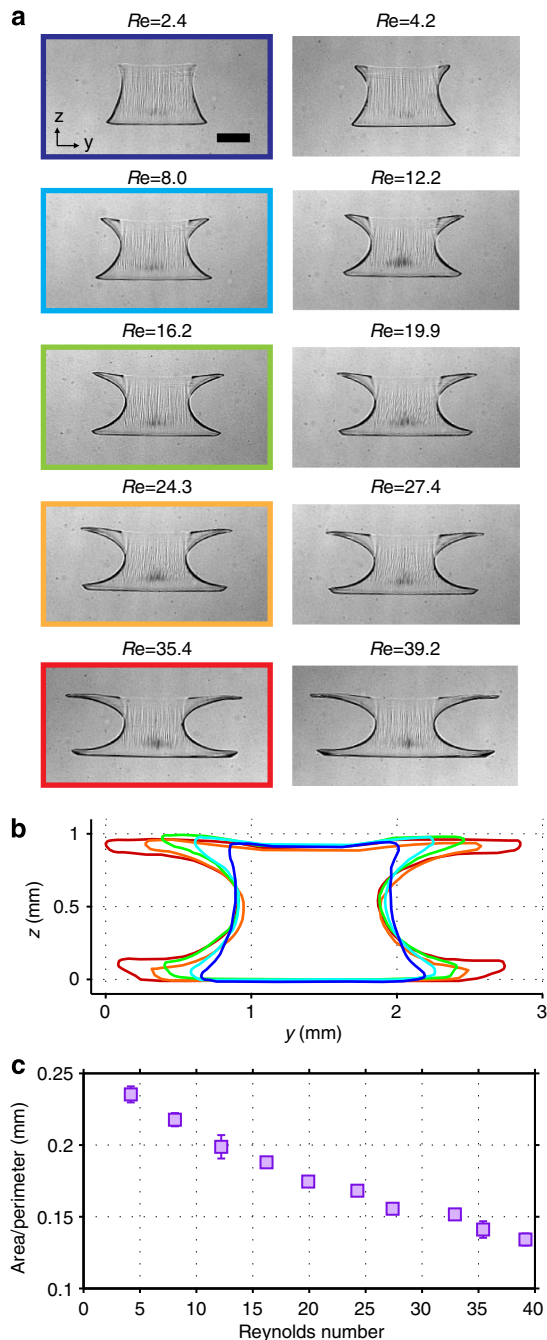 a
Re=2.4 Re=4.2
z
y
Re=8.0 Re=12.2
Re=16.2 Re=19.9
Re=24.3 Re=27.4
Re=35.4 Re=39.2
b
1
0.5
0
z (mm)
0 1 2 3
y (mm)
c
0.25
0.2
0.15
0.1
Area/perimeter (mm)
0 5 10 15 20 25 30 35 40
Reynolds number